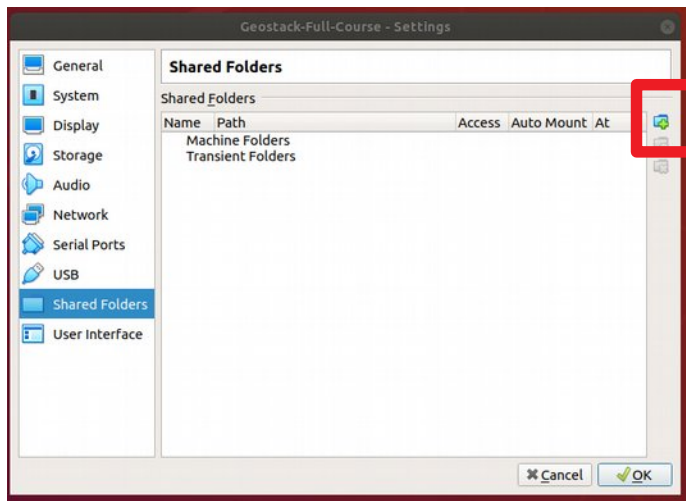 Geostack-Full-Course - Settings
General
System
Display
Storage
Audio
Network
Serial Ports
USB
Shared Folders
User Interface
Shared Folders
Shared Folders
Name Path Access Auto Mount At
Machine Folders
Transient Folders
Cancel OK